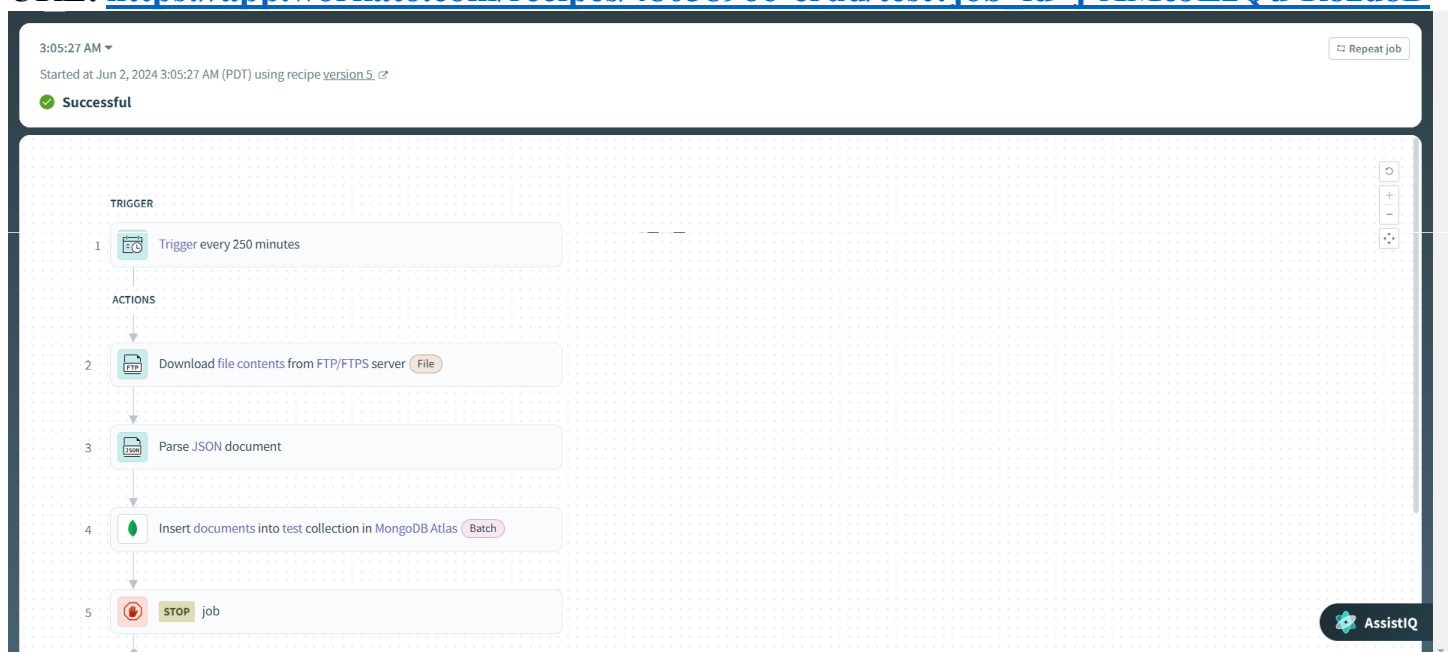 3:05:27 AM
Repeat job
Started at Jun 2, 2024 3:05:27 AM (PDT) using recipe version 5
Successful
TRIGGER
1 Trigger every 250 minutes
ACTIONS
2 FTP Download file contents from FTP/FTPS server File
3 JSON Parse JSON document
4 Insert documents into test collection in MongoDB Atlas Batch
5 STOP job
AssistIQ